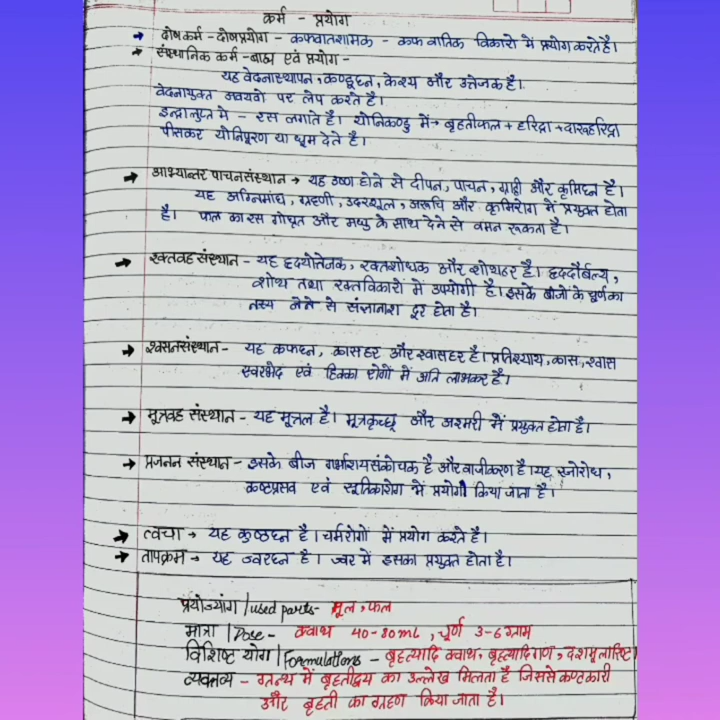 कर्म - प्रयोग
→ दोषकर्म - दोषप्रयोग - कफवातशामक - कफ वातिक विकारो में प्रयोग करते है।
→ संस्थानिक कर्म - बाह्य एवं प्रयोग -
यह वेदनास्थापन, कण्डूघ्न, केश्य और उत्तेजक है।
वेदनायुक्त अवयवो पर लेप करते है।
इन्द्रलुप्त मे - रस लगाते है। योनिकण्डु में → बृहतीफल + हरिद्रा + दारुहरिद्रा
पीसकर योनिपूरण या धूम देते है।
→ आभ्यान्तर पाचनसंस्थान → यह उष्ण होने से दीपन, पाचन, ग्राही और कृमिघ्न है।
यह अग्निमांध, ग्रहणी, उदरशूल, अरुचि और कृमिरोग में प्रयुक्त होता
है। फल का रस गोघृत और मधु के साथ देने से वमन रूकता है।
→ रक्तवह संस्थान - यह हृदयोत्तेजक, रक्तशोधक और शोथहर है। हृददौर्बल्य,
शोथ तथा रक्तविकारों में उपयोगी है। इसके बीजों के चूर्ण का
नस्य लेने से संज्ञानाश दूर होता है।
→ श्वसनसंस्थान - यह कफघ्न, कासहर और श्वासहर है। प्रतिश्याय, कास, श्वास
स्वरभेद एवं हिक्का रोगों में अति लाभकर है।
→ मूत्रवह संस्थान - यह मूत्रल है। मूत्रकृच्छ्र और अश्मरी में प्रयुक्त होता है।
→ प्रजनन संस्थान - इसके बीज गर्भाशयसंकोचक है और वाजीकरण है। यह रजोरोध,
कष्टप्रसव एवं सूतिकारोग में प्रयोग किया जाता है।
→ त्वचा → यह कुष्ठघ्न है। चर्मरोगों में प्रयोग करते है।
→ तापक्रम → यह ज्वरघ्न है। ज्वर में इसका प्रयुक्त होता है।
प्रयोज्यांग / used parts - मूल, फल
मात्रा / Dose - क्वाथ 40-80 mL, चूर्ण 3-6 ग्राम
विशिष्ट योग / Formulations - बृहत्यादि क्वाथ, बृहत्यादिगण, दशमूलारिष्ट।
व्यक्तव्य - ग्रन्थ में बृहतीद्वय का उल्लेख मिलता है जिससे कण्टकारी
और बृहती का ग्रहण किया जाता है।